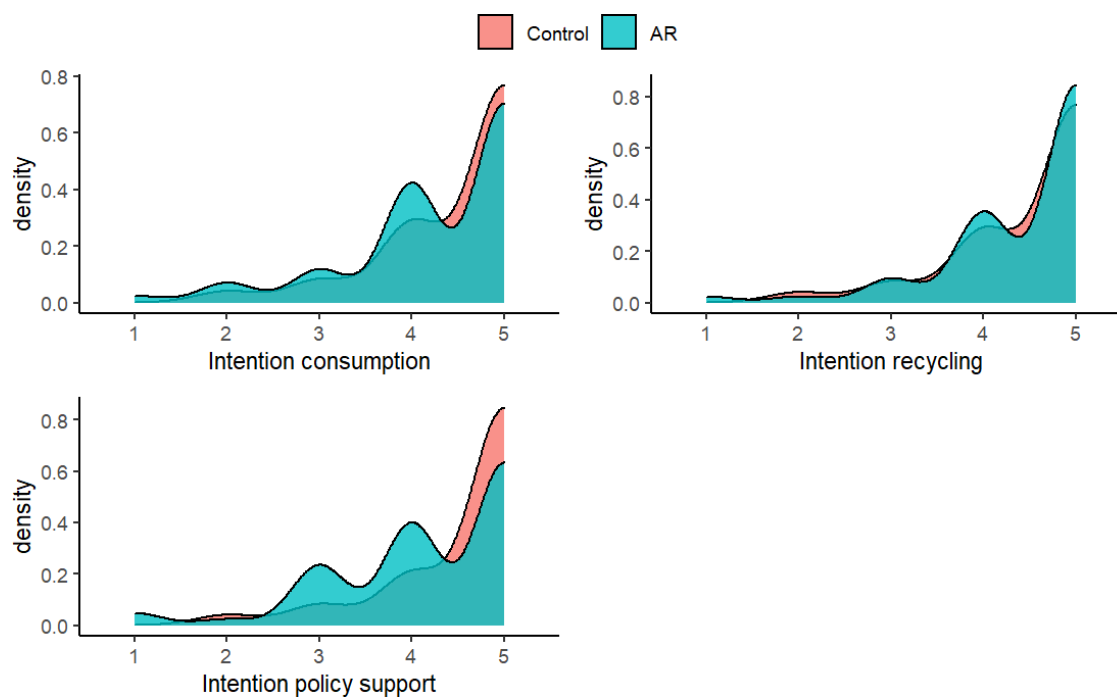 Control AR
density
0.8
0.6
0.4
0.2
0.0
1 2 3 4 5
Intention consumption
density
0.8
0.6
0.4
0.2
0.0
1 2 3 4 5
Intention recycling
density
0.8
0.6
0.4
0.2
0.0
1 2 3 4 5
Intention policy support